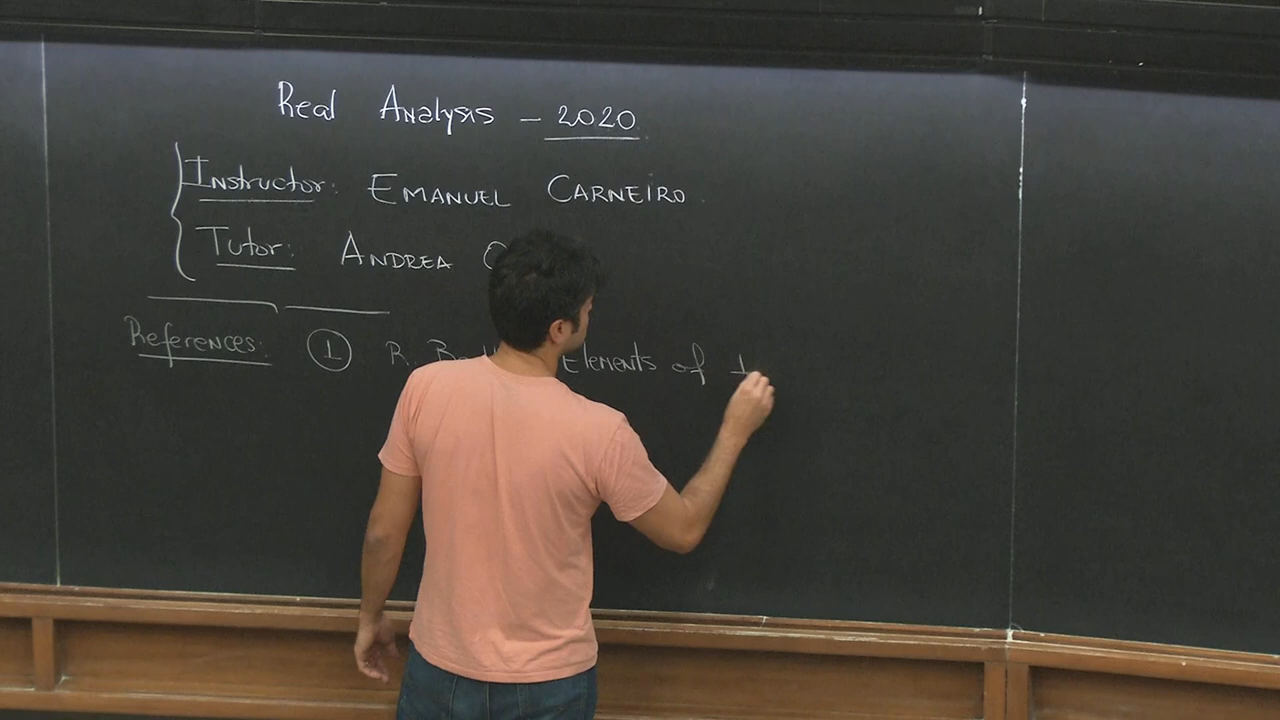 Real Analysis - 2020
Instructor: EMANUEL CARNEIRO
Tutor: ANDREA
References: ① R. Elements of